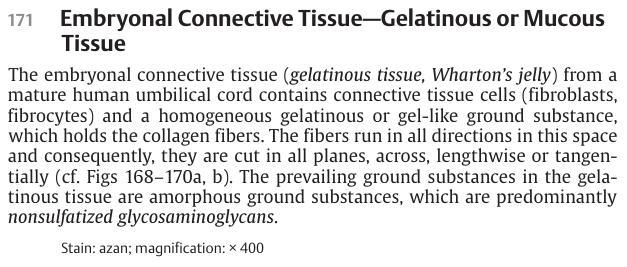 171 Embryonal Connective Tissue—Gelatinous or Mucous
Tissue
The embryonal connective tissue (gelatinous tissue, Wharton's jelly) from a
mature human umbilical cord contains connective tissue cells (fibroblasts,
fibrocytes) and a homogeneous gelatinous or gel-like ground substance,
which holds the collagen fibers. The fibers run in all directions in this space
and consequently, they are cut in all planes, across, lengthwise or tangen-
tially (cf. Figs 168–170a, b). The prevailing ground substances in the gela-
tinous tissue are amorphous ground substances, which are predominantly
nonsulfatized glycosaminoglycans.
Stain: azan; magnification: × 400